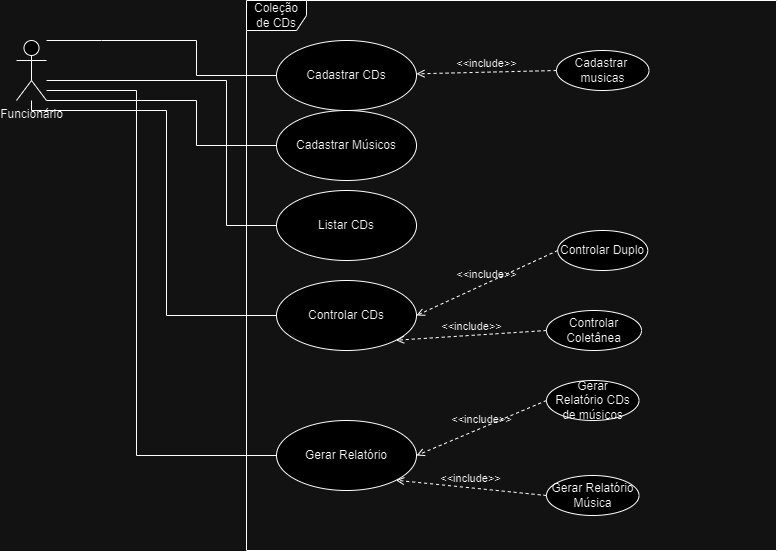 Coleção
de CDs
Funcionário
Cadastrar CDs
<<include>>
Cadastrar
musicas
Cadastrar Músicos
Listar CDs
Controlar Duplo
<<include>>
Controlar CDs
<<include>>
Controlar
Coletânea
Gerar
Relatório CDs
de músicos
<<include>>
Gerar Relatório
<<include>>
Gerar Relatório
Música